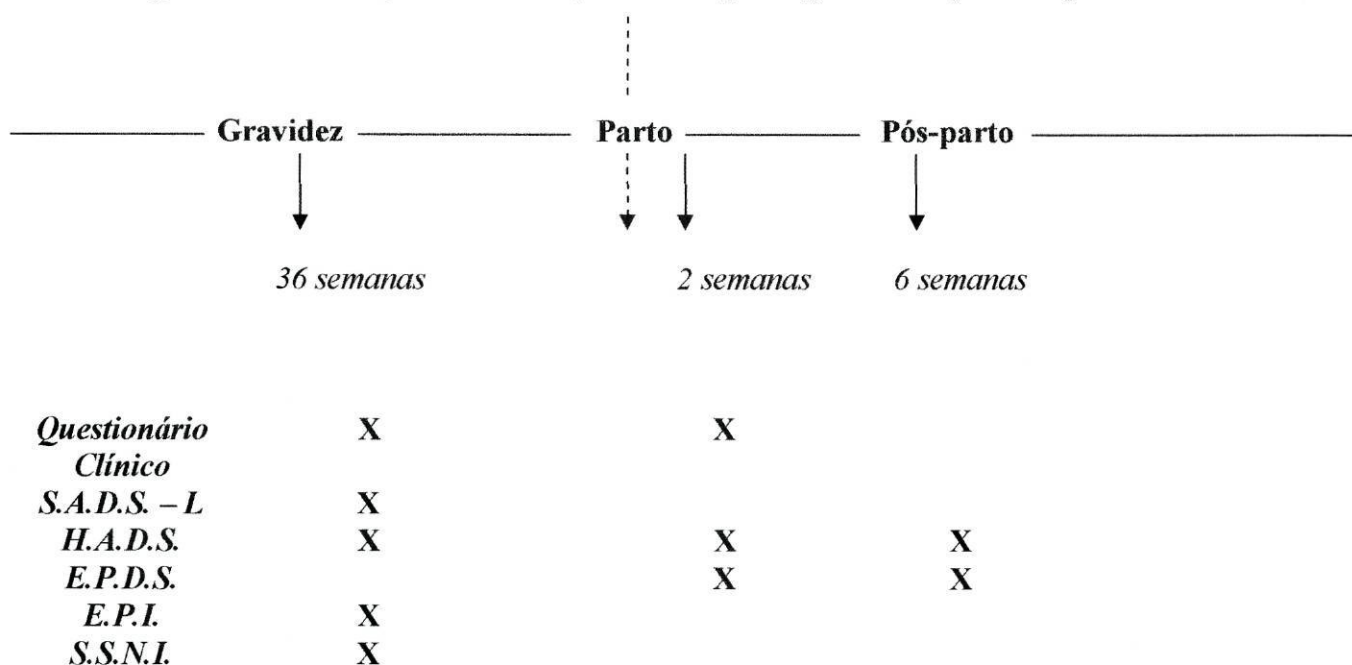 Gravidez Parto Pós-parto
36 semanas 2 semanas 6 semanas
Questionário X X
Clínico
S.A.D.S. – L X
H.A.D.S. X X X
E.P.D.S. X X
E.P.I. X
S.S.N.I. X